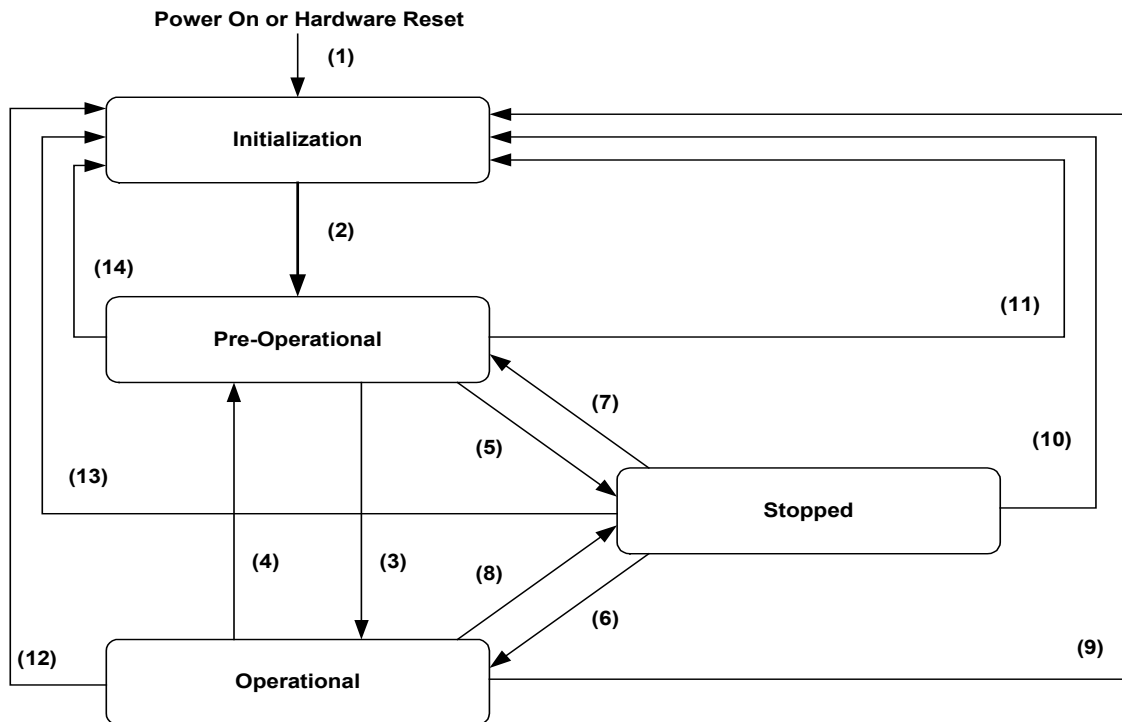 Power On or Hardware Reset
(1)
Initialization
(2)
(14)
(11)
Pre-Operational
(7)
(5)
(10)
(13)
Stopped
(4)
(3)
(8)
(6)
(12)
(9)
Operational